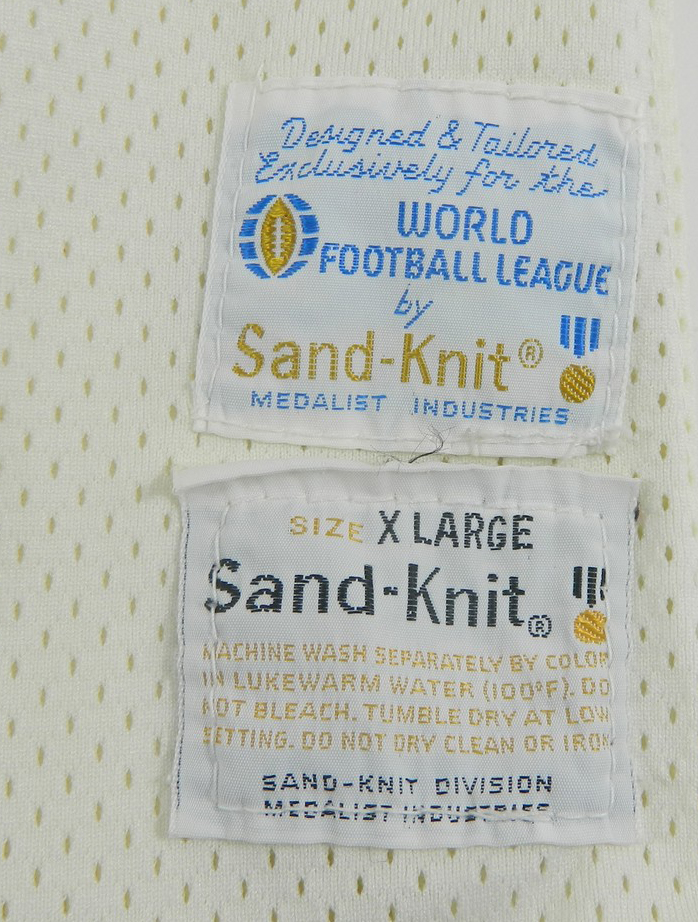 Designed & Tailored
Exclusively for the
WORLD
FOOTBALL LEAGUE
by
Sand-Knit®
MEDALIST INDUSTRIES
SIZE X LARGE
Sand-Knit®
MACHINE WASH SEPARATELY BY COLOR
IN LUKEWARM WATER (100°F). DO
NOT BLEACH. TUMBLE DRY AT LOW
SETTING. DO NOT DRY CLEAN OR IRON
SAND-KNIT DIVISION
MEDALIST INDUSTRIES